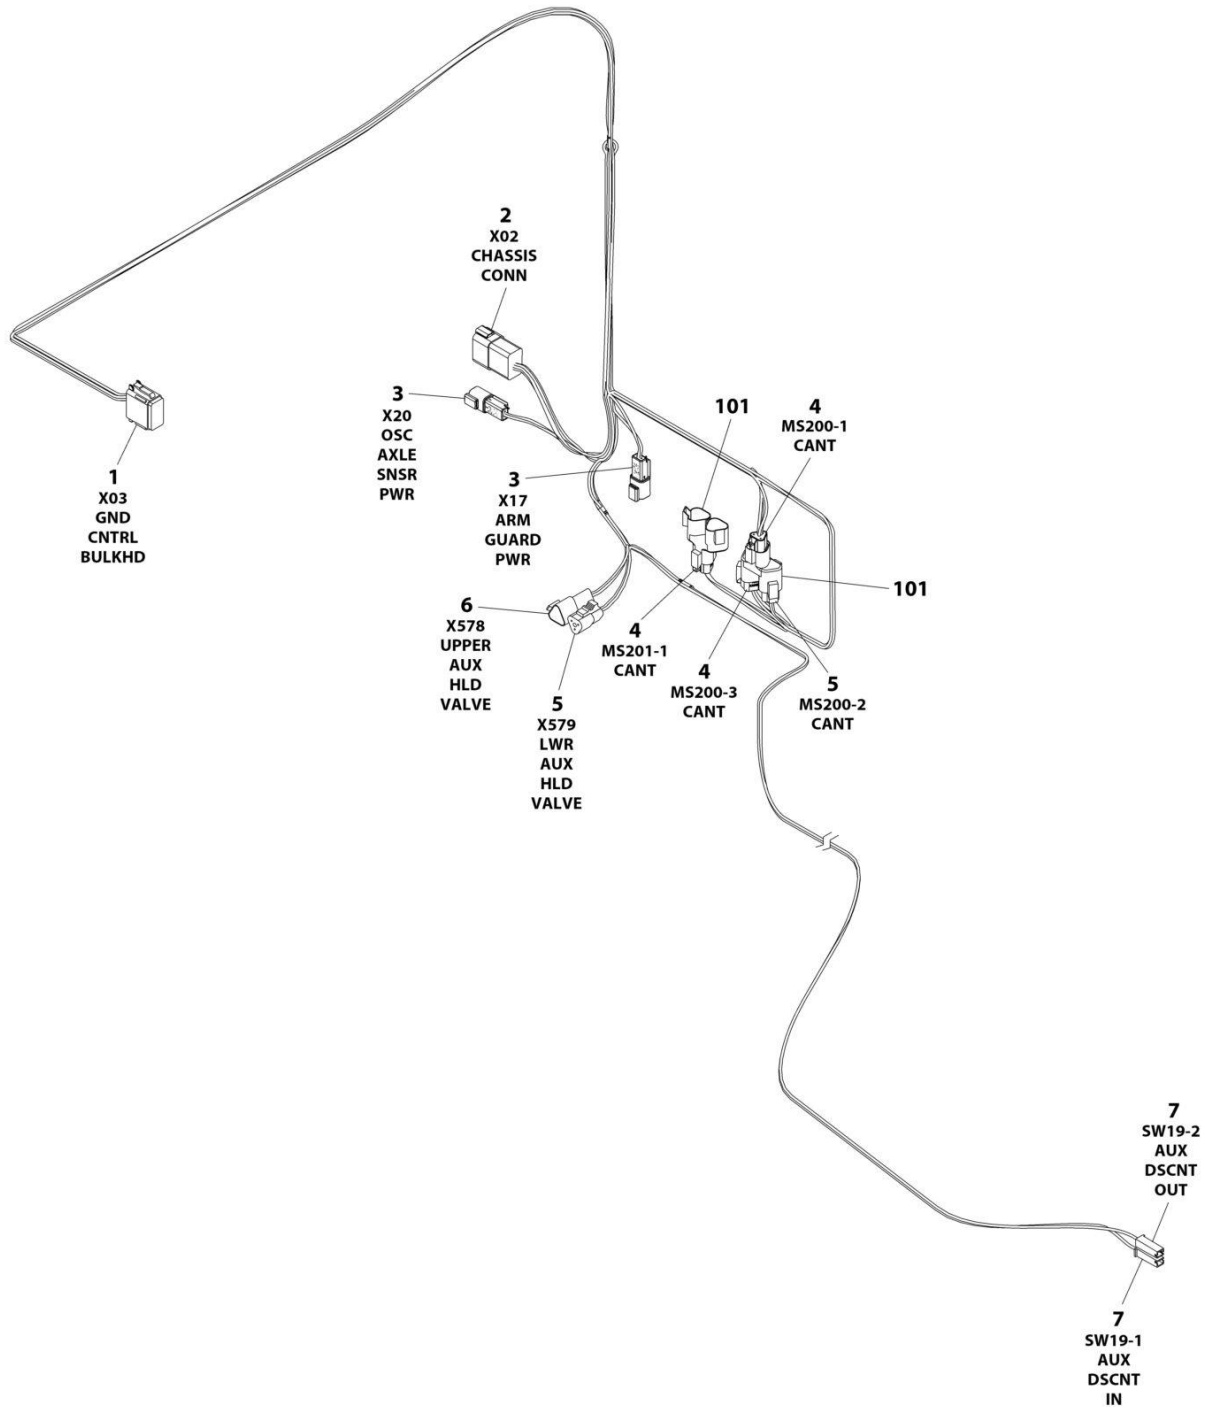 2
X02
CHASSIS
CONN
3
X20
OSC
AXLE
SNSR
PWR
101
4
MS200-1
CANT
1
X03
GND
CNTRL
BULKHD
3
X17
ARM
GUARD
PWR
101
6
X578
UPPER
AUX
HLD
VALVE
4
MS201-1
CANT
4
MS200-3
CANT
5
MS200-2
CANT
5
X579
LWR
AUX
HLD
VALVE
7
SW19-2
AUX
DSCNT
OUT
7
SW19-1
AUX
DSCNT
IN